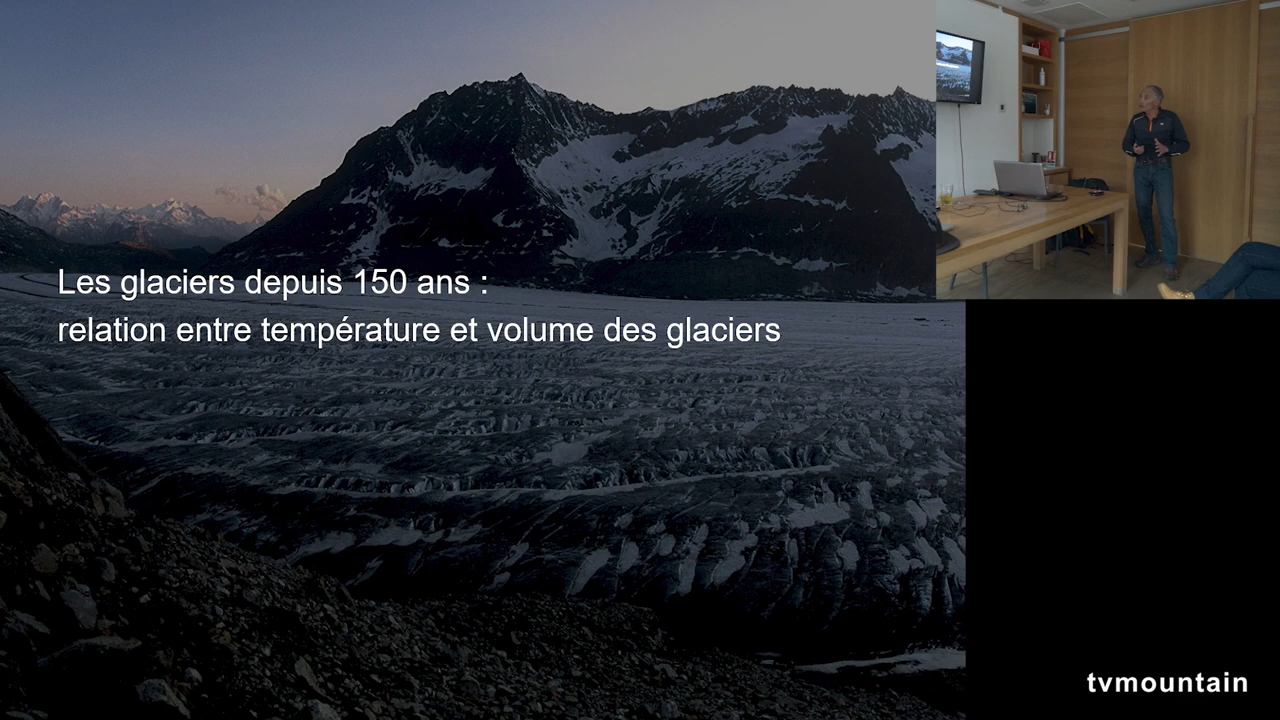 Les glaciers depuis 150 ans :
relation entre température et volume des glaciers
tvmountain